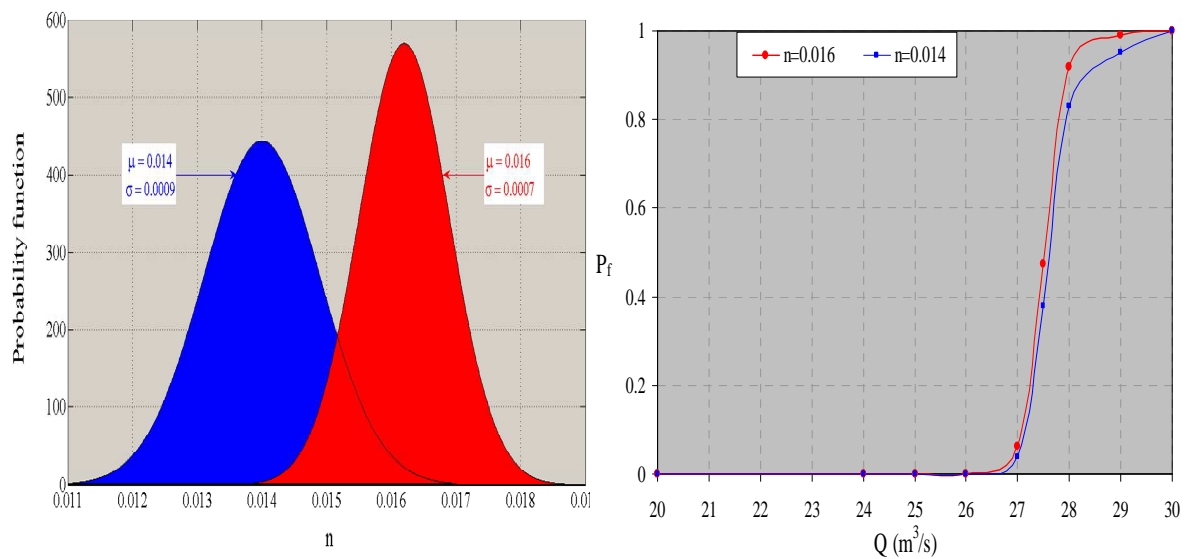 600
500
400
300
200
100
0
Probability function
μ = 0.014
σ = 0.0009
μ = 0.016
σ = 0.0007
0.011 0.012 0.013 0.014 0.015 0.016 0.017 0.018 0.01
n
n=0.016 n=0.014
1
0.8
0.6
0.4
0.2
0
Pf
20 21 22 23 24 25 26 27 28 29 30
Q (m³/s)